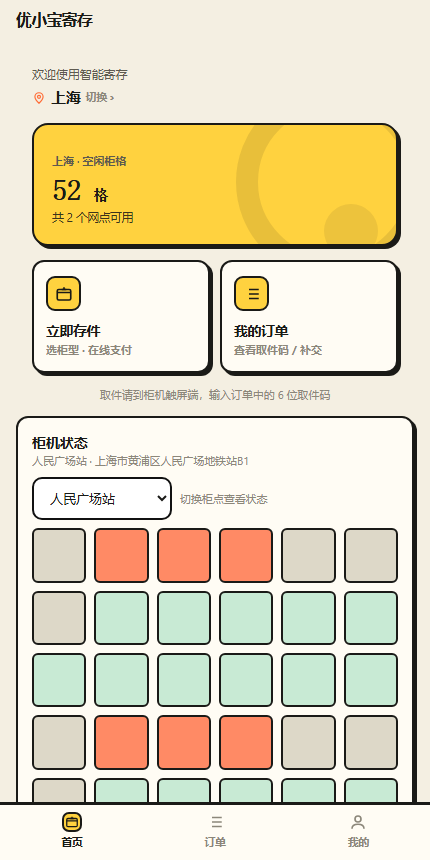 优小宝寄存
欢迎使用智能寄存
上海 切换 ›
上海 · 空闲柜格
52 格
共 2 个网点可用
立即存件
选柜型 · 在线支付
我的订单
查看取件码 / 补交
取件请到柜机触屏端，输入订单中的 6 位取件码
柜机状态
人民广场站 · 上海市黄浦区人民广场地铁站B1
人民广场站
切换柜点查看状态
首页
订单
我的